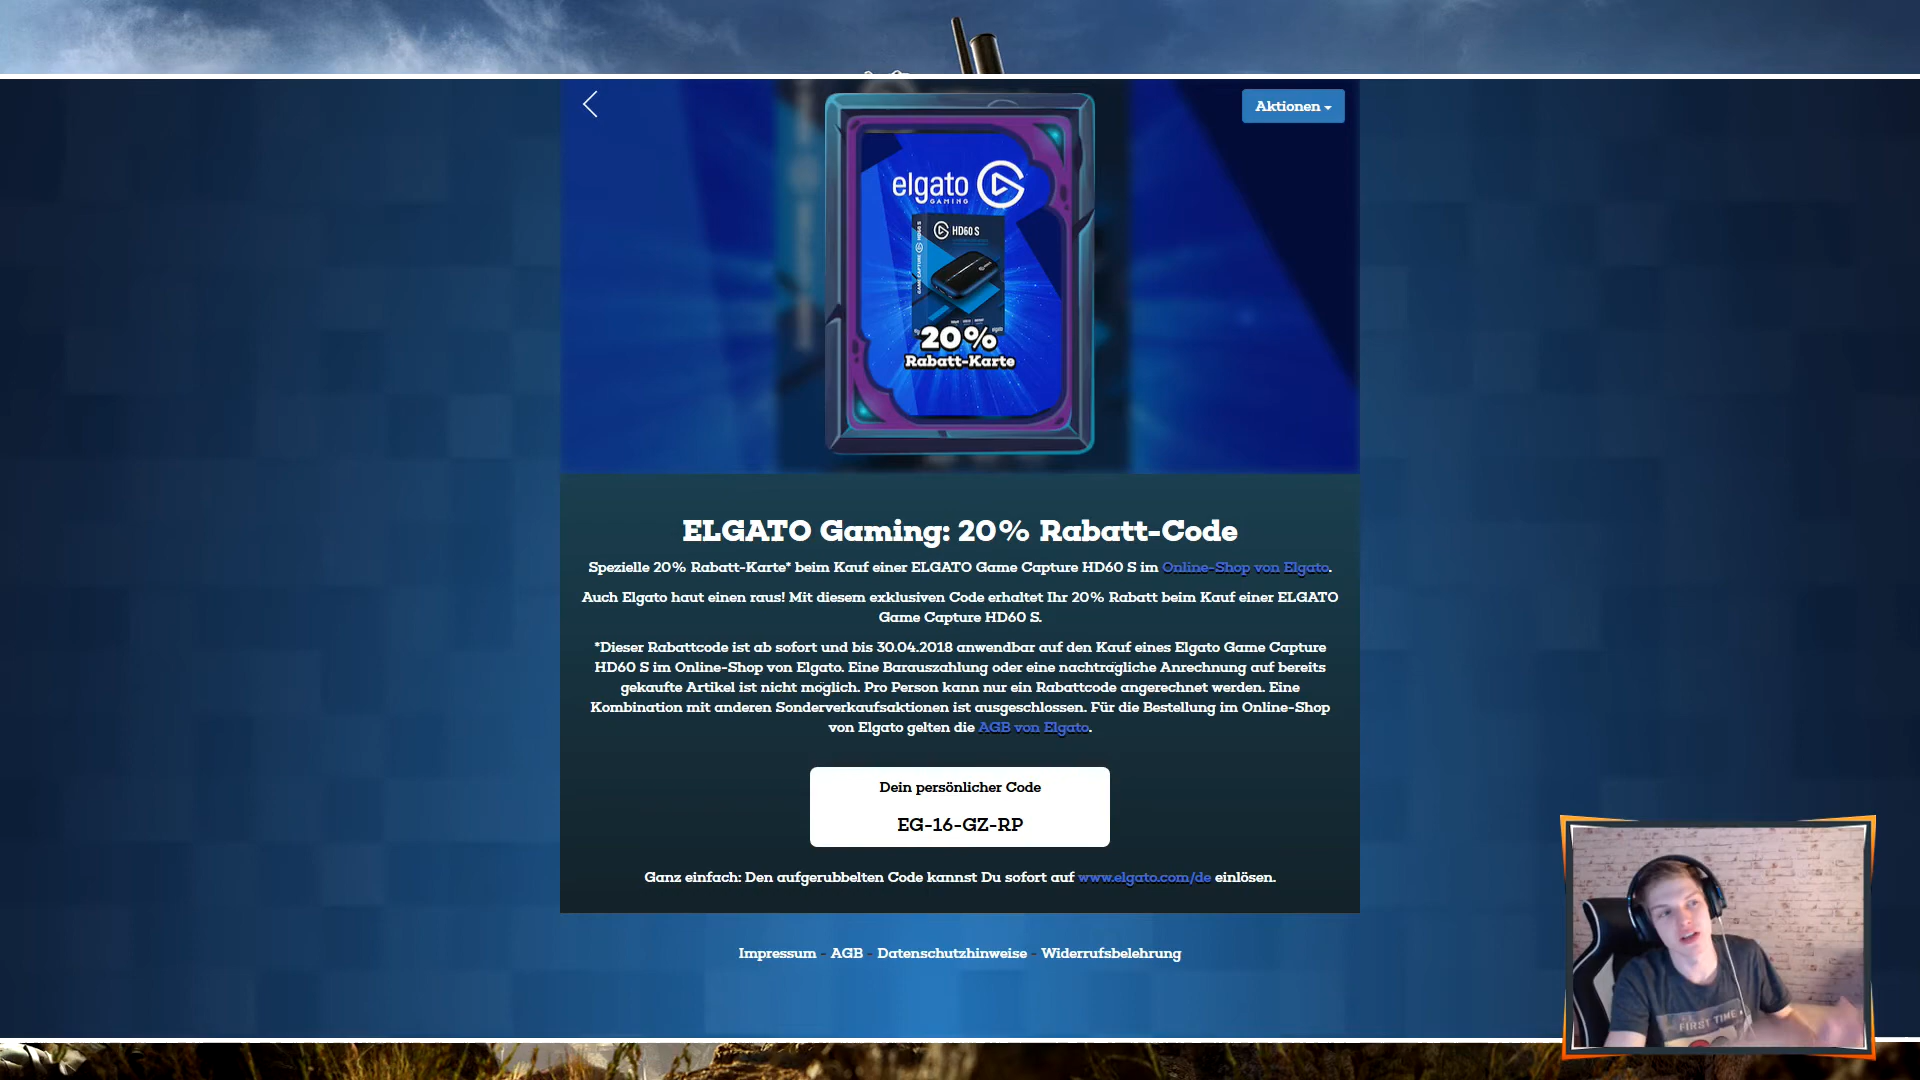 Aktionen
elgato
GAMING
HD60 S
GAME CAPTURE HD60 S
20%
Rabatt-Karte
ELGATO Gaming: 20% Rabatt-Code
Spezielle 20% Rabatt-Karte* beim Kauf einer ELGATO Game Capture HD60 S im Online-Shop von Elgato.
Auch Elgato haut einen raus! Mit diesem exklusiven Code erhaltet Ihr 20% Rabatt beim Kauf einer ELGATO
Game Capture HD60 S.
*Dieser Rabattcode ist ab sofort und bis 30.04.2018 anwendbar auf den Kauf eines Elgato Game Capture
HD60 S im Online-Shop von Elgato. Eine Barauszahlung oder eine nachträgliche Anrechnung auf bereits
gekaufte Artikel ist nicht möglich. Pro Person kann nur ein Rabattcode angerechnet werden. Eine
Kombination mit anderen Sonderverkaufsaktionen ist ausgeschlossen. Für die Bestellung im Online-Shop
von Elgato gelten die AGB von Elgato.
Dein persönlicher Code
EG-16-GZ-RP
Ganz einfach: Den aufgerubbelten Code kannst Du sofort auf www.elgato.com/de einlösen.
Impressum - AGB - Datenschutzhinweise - Widerrufsbelehrung
FIRST TIME